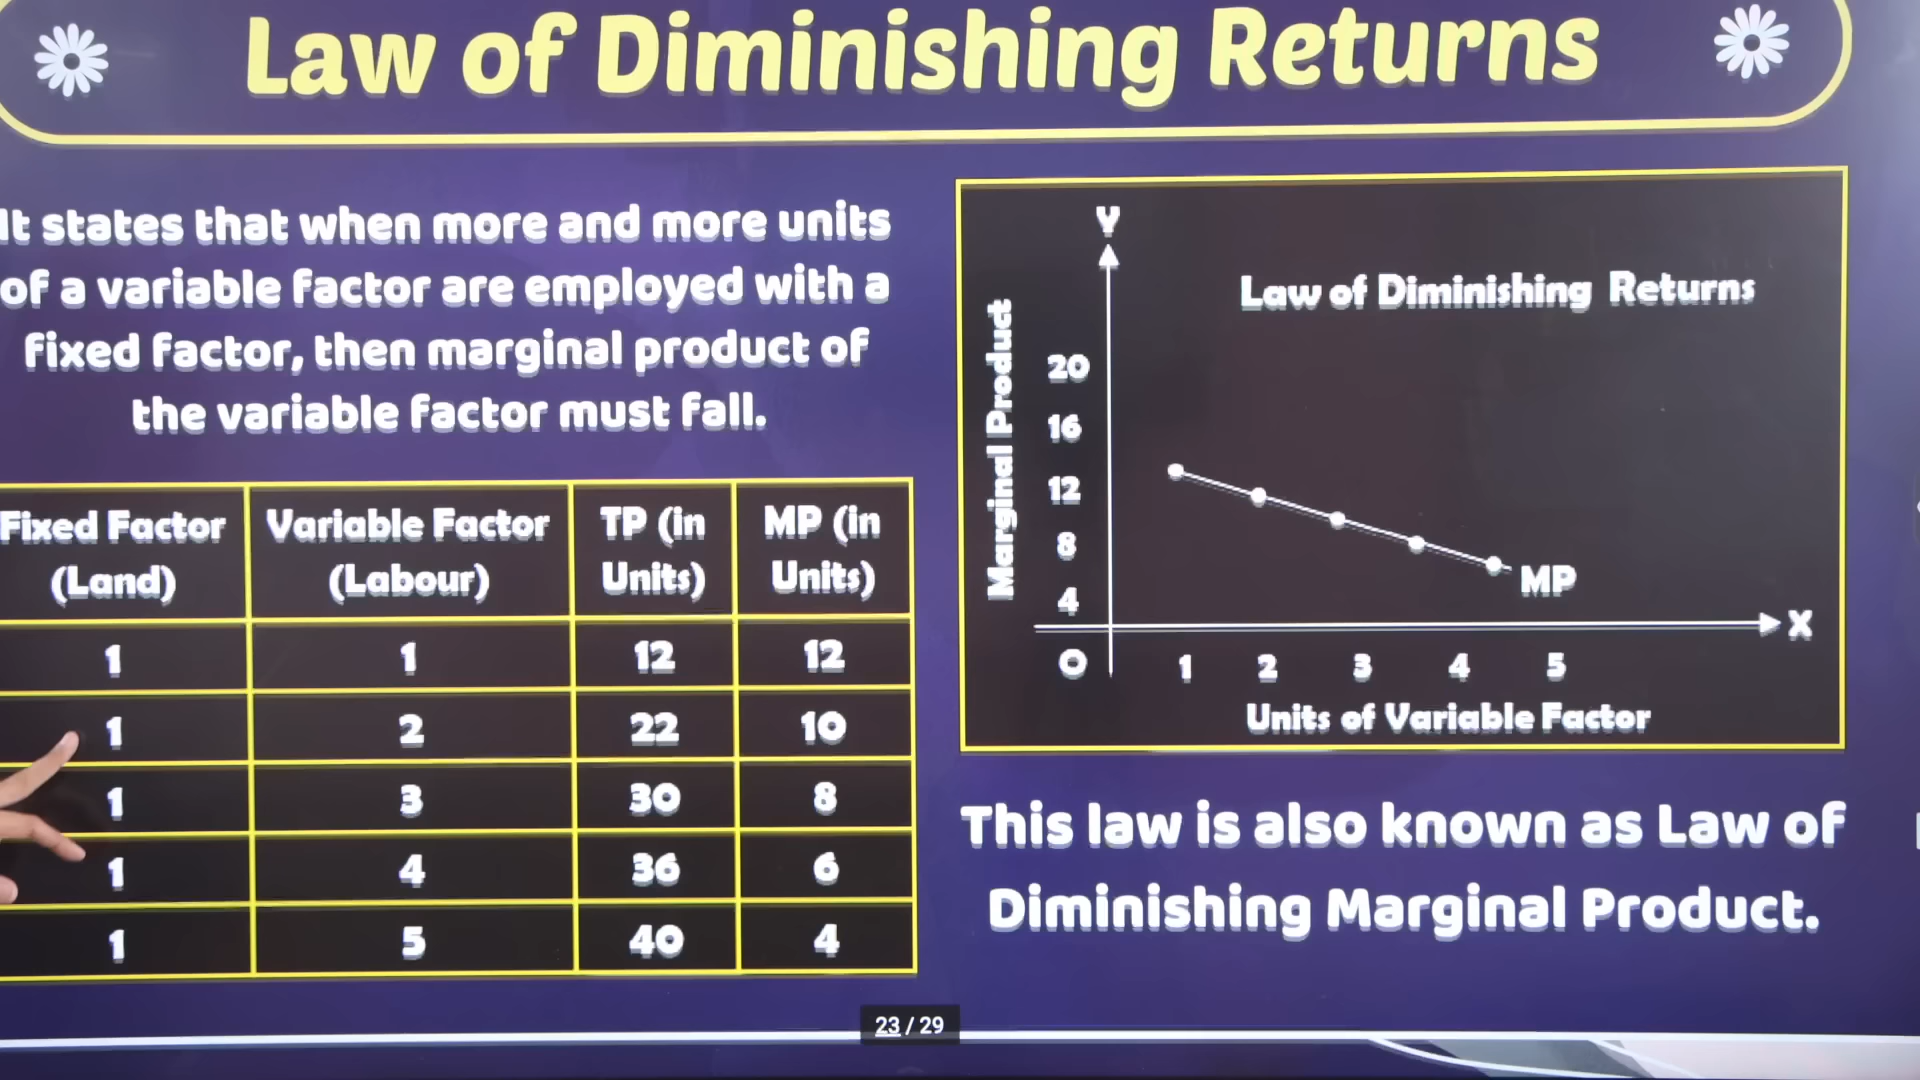 Law of Diminishing Returns
It states that when more and more units
of a variable factor are employed with a
fixed factor, then marginal product of
the variable factor must fall.
Fixed Factor (Land) Variable Factor (Labour) TP (in Units) MP (in Units)
1 1 12 12
1 2 22 10
1 3 30 8
1 4 36 6
1 5 40 4
Y
Law of Diminishing Returns
Marginal Product
20
16
12
8
4
MP
X
O 1 2 3 4 5
Units of Variable Factor
This law is also known as Law of
Diminishing Marginal Product.
23 / 29